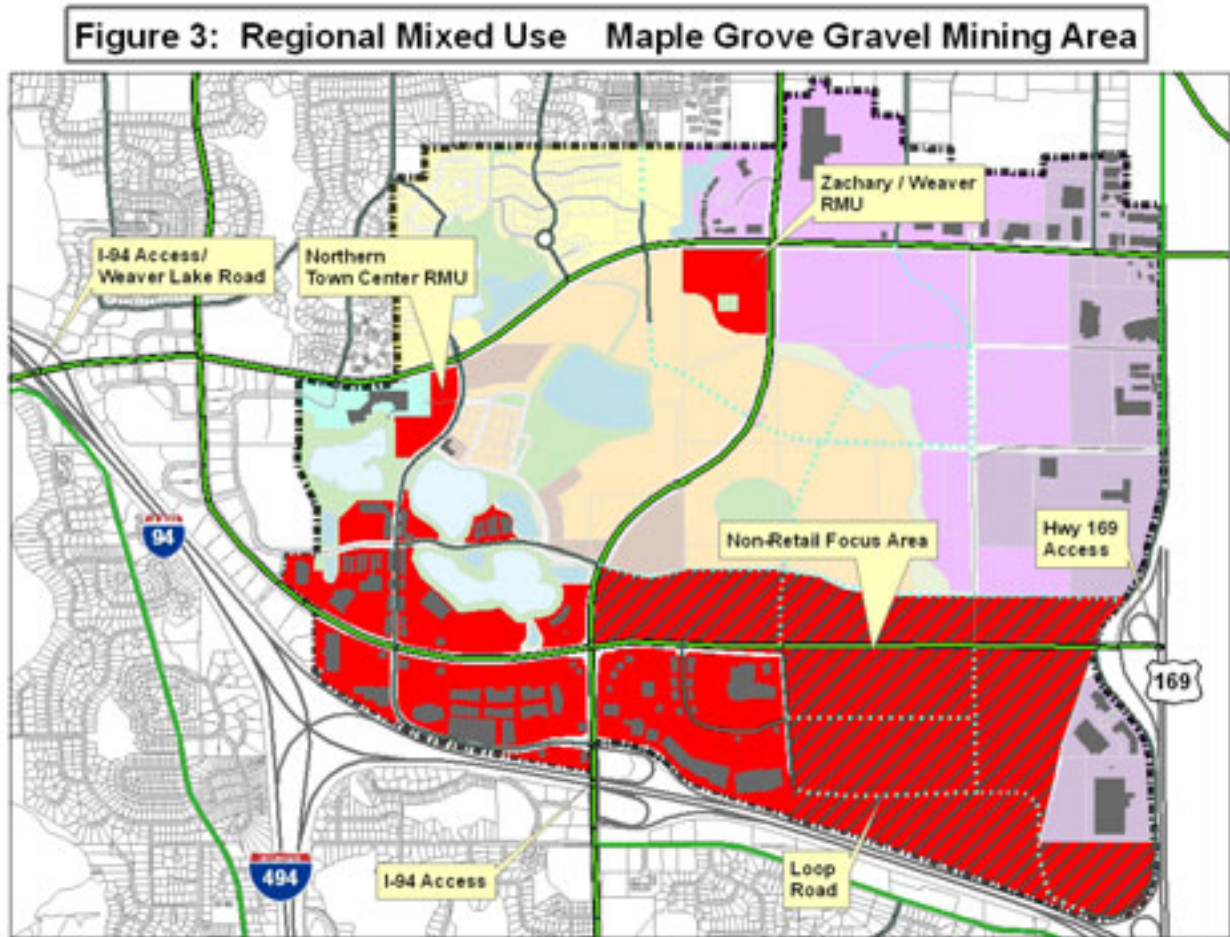 Figure 3: Regional Mixed Use Maple Grove Gravel Mining Area
Zachary / Weaver
RMU
I-94 Access/
Weaver Lake Road
Northern
Town Center RMU
94
Non-Retail Focus Area
Hwy 169
Access
169
494
I-94 Access
Loop
Road